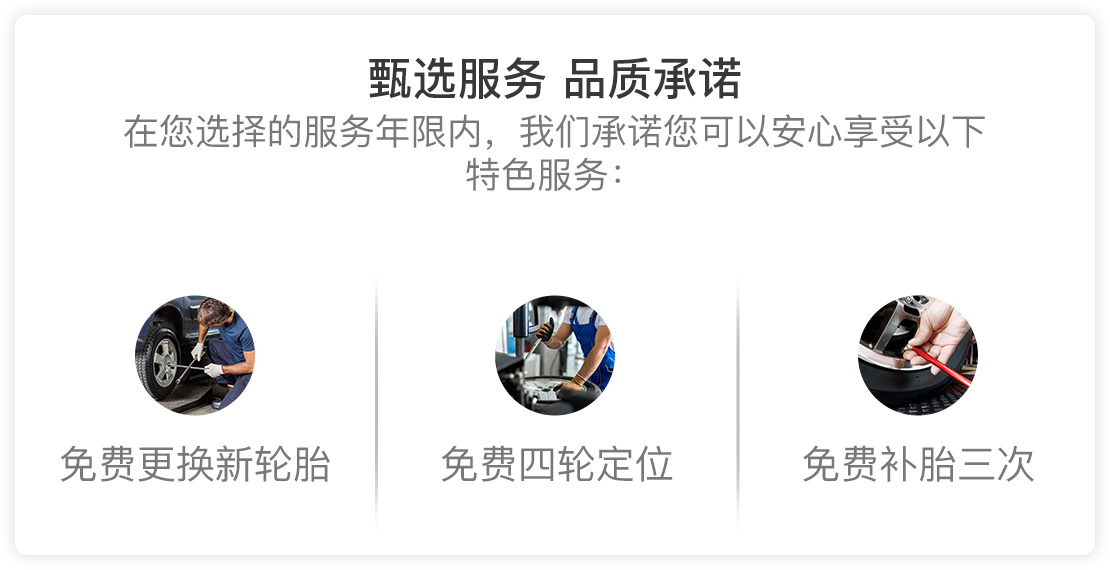 甄选服务 品质承诺
在您选择的服务年限内，我们承诺您可以安心享受以下
特色服务：
免费更换新轮胎
免费四轮定位
免费补胎三次